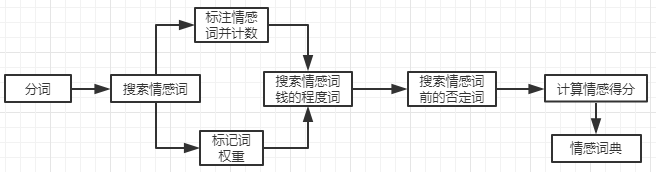 分词
搜索情感词
标注情感
词并计数
标记词
权重
搜索情感词
钱的程度词
搜索情感词
前的否定词
计算情感得分
情感词典